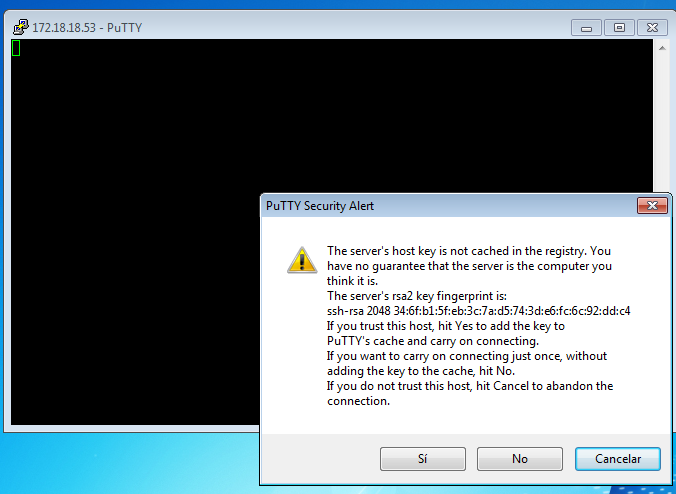 172.18.18.53 - PuTTY
PuTTY Security Alert
The server's host key is not cached in the registry. You
have no guarantee that the server is the computer you
think it is.
The server's rsa2 key fingerprint is:
ssh-rsa 2048 34:6f:b1:5f:eb:3c:7a:d5:74:3d:e6:fc:6c:92:dd:c4
If you trust this host, hit Yes to add the key to
PuTTY's cache and carry on connecting.
If you want to carry on connecting just once, without
adding the key to the cache, hit No.
If you do not trust this host, hit Cancel to abandon the
connection.
Sí
No
Cancelar